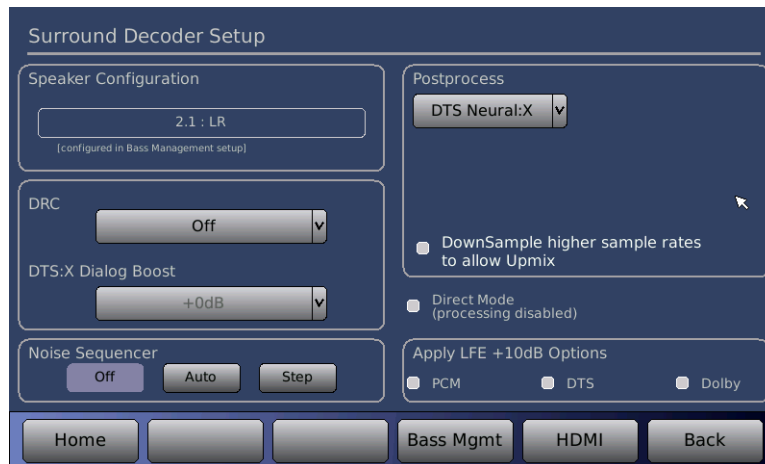 Surround Decoder Setup
Speaker Configuration
2.1 : LR
[configured in Bass Management setup]
DRC
Off
DTS:X Dialog Boost
+0dB
Noise Sequencer
Off
Auto
Step
Postprocess
DTS Neural:X
DownSample higher sample rates
to allow Upmix
Direct Mode
(processing disabled)
Apply LFE +10dB Options
PCM
DTS
Dolby
Home
Bass Mgmt
HDMI
Back